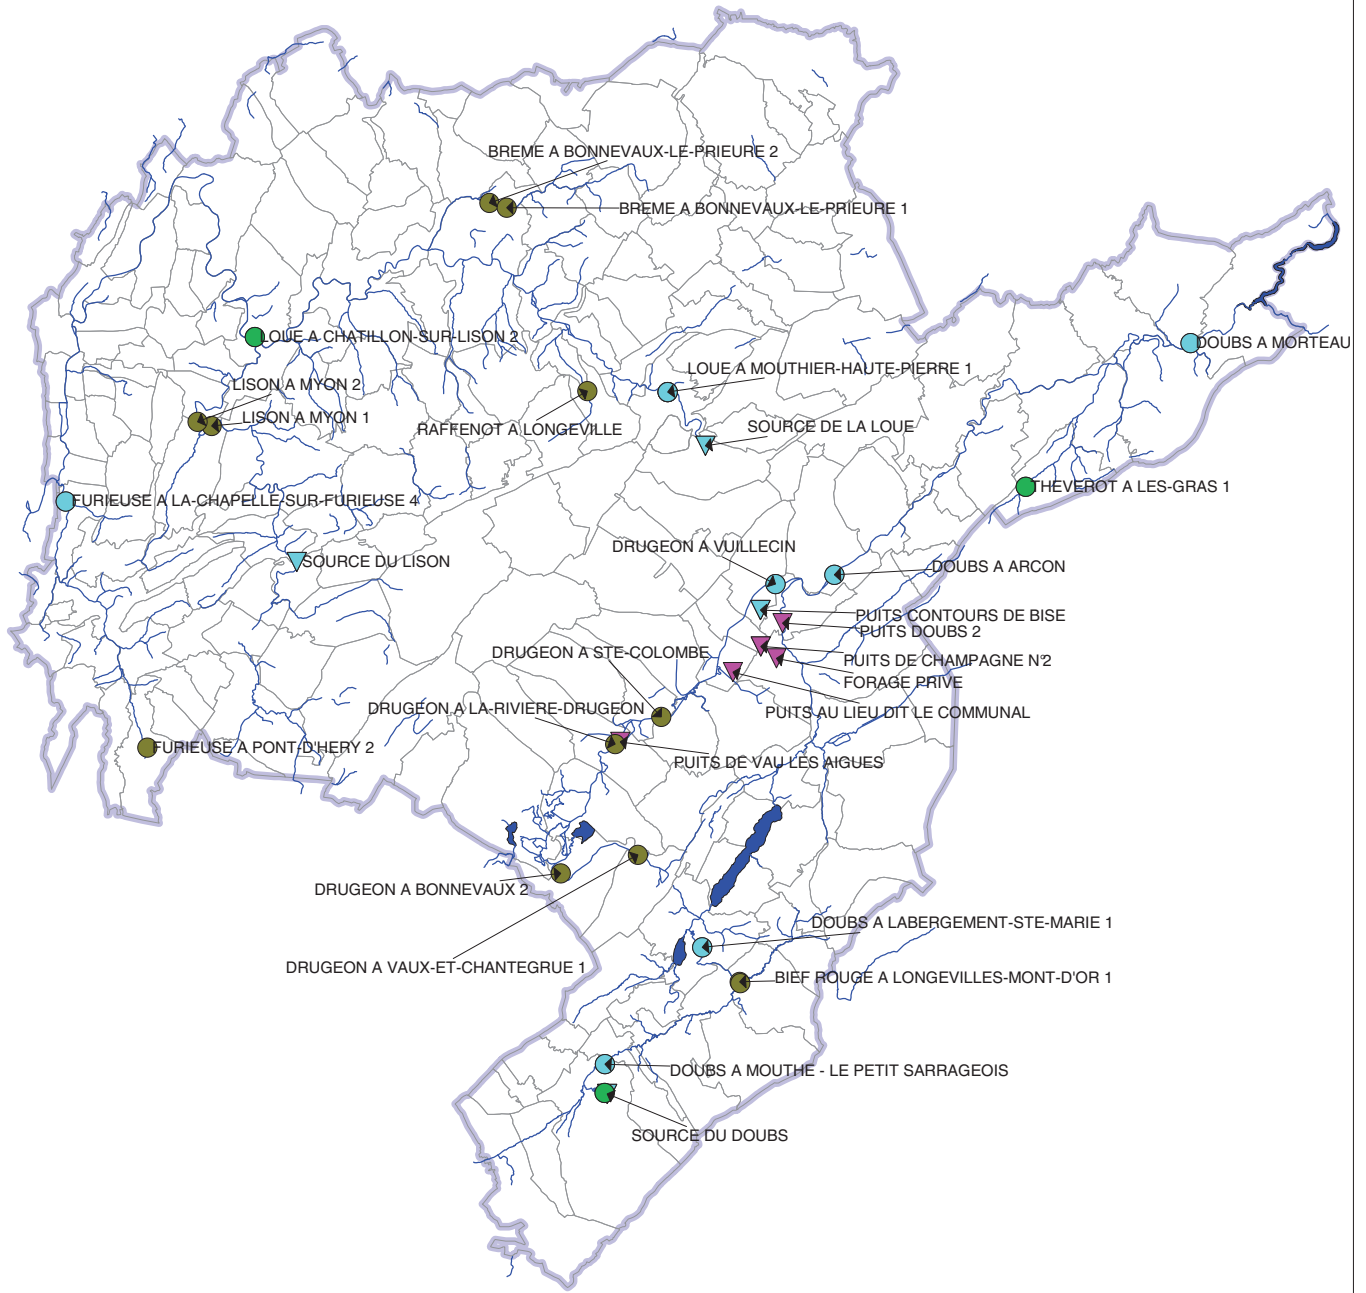 BREME A BONNEVAUX-LE-PRIEURE 2
BREME A BONNEVAUX-LE-PRIEURE 1
LOUE A CHATILLON-SUR-LISON 2
DOUBS A MORTEAU
LOUE A MOUTHIER-HAUTE-PIERRE 1
LISON A MYON 2
LISON A MYON 1
RAFFENOT A LONGEVILLE
SOURCE DE LA LOUE
THEVEROT A LES-GRAS 1
FURIEUSE A LA-CHAPELLE-SUR-FURIEUSE 4
DRUGEON A VUILLECIN
SOURCE DU LISON
DOUBS A ARCON
PUITS CONTOURS DE BISE
PUITS DOUBS 2
DRUGEON A STE-COLOMBE
PUITS DE CHAMPAGNE N°2
FORAGE PRIVE
DRUGEON A LA-RIVIERE-DRUGEON
PUITS AU LIEU DIT LE COMMUNAL
FURIEUSE A PONT-D'HERY 2
PUITS DE VAU LES AIGUES
DRUGEON A BONNEVAUX 2
DOUBS A LABERGEMENT-STE-MARIE 1
DRUGEON A VAUX-ET-CHANTEGRUE 1
BIEF ROUGE A LONGEVILLES-MONT-D'OR 1
DOUBS A MOUTHE - LE PETIT SARRAGEOIS
SOURCE DU DOUBS